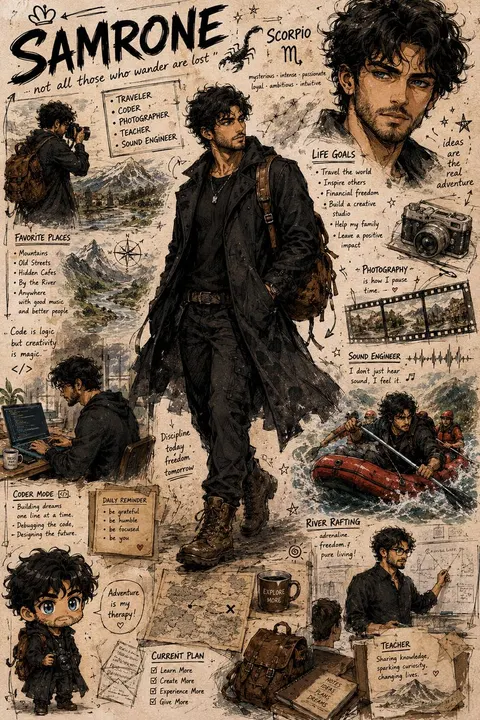 SAMRONE
not all those who wander are lost"
Scorpio
♏
mysterious - intense - passionate
loyal - ambitious - intuitive
• TRAVELER
• CODER
• PHOTOGRAPHER
• TEACHER
• SOUND ENGINEER
LIFE GOALS
• Travel the world
• Inspire others
• Financial freedom
• Build a creative
studio
• Help my family
• Leave a positive
impact
ideas
are
the
real
adventure
FAVORITE PLACES
• Mountains
• Old Streets
• Hidden Cafes
• By the River
• Anywhere
with good music
and better people
~ PHOTOGRAPHY ~
is how I pause
time.
Code is logic
but creativity
is magic.
</>
SOUND ENGINEER
I don't just hear
sound, I feel it.
Discipline
today
freedom
tomorrow
CODER MODE </>
• Building dreams
one line at a time.
• Debugging the code,
• Designing the future.
DAILY REMINDER
• be grateful
• be humble
• be focused
• be you
RIVER RAFTING
adrenaline.
freedom.
pure living!
Adventure
is my
therapy!
EXPLORE
MORE
X
CURRENT PLAN
☑ Learn More
☑ Create More
☑ Experience More
☑ Give More
TEACHER
Sharing knowledge,
sparking curiosity,
changing lives.